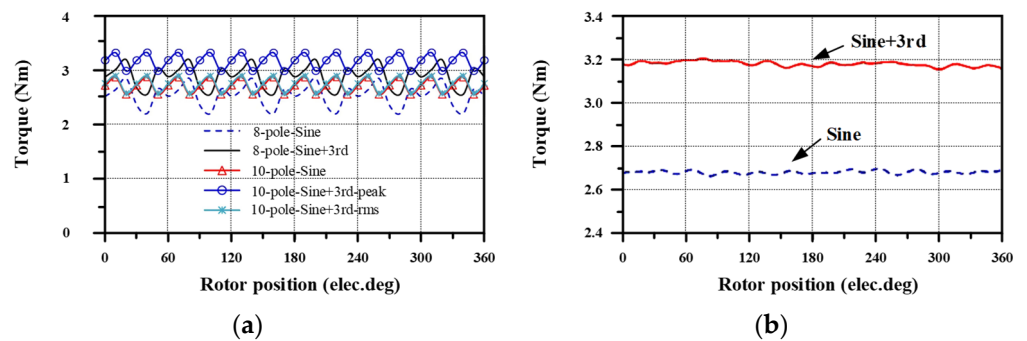 4
3
2
1
0
Torque (Nm)
8-pole-Sine
8-pole-Sine+3rd
10-pole-Sine
10-pole-Sine+3rd-peak
10-pole-Sine+3rd-rms
0 60 120 180 240 300 360
Rotor position (elec.deg)
(a)
3.4
3.2
3.0
2.8
2.6
2.4
Torque (Nm)
Sine+3rd
Sine
0 60 120 180 240 300 360
Rotor position (elec.deg)
(b)